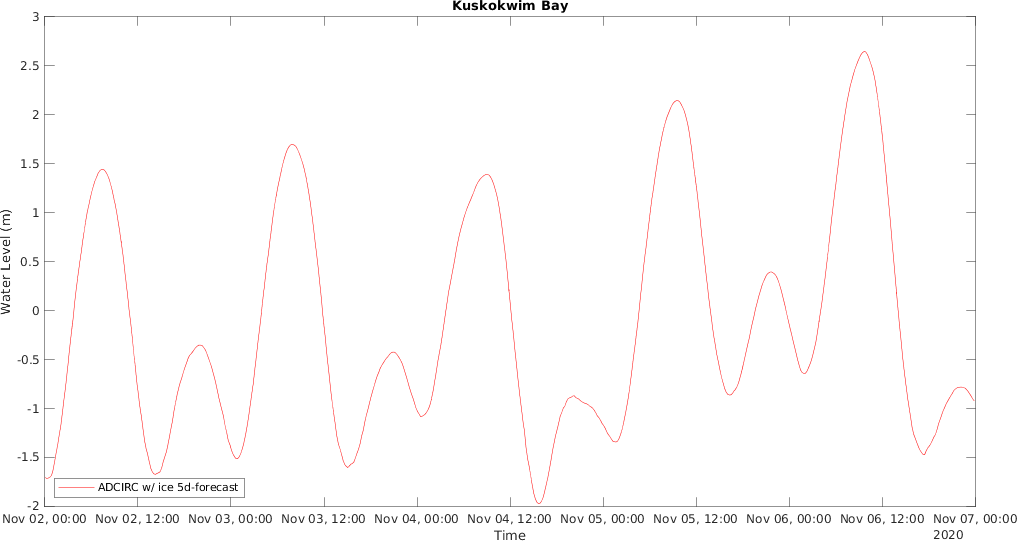 Kuskokwim Bay
3
2.5
2
1.5
1
0.5
0
-0.5
-1
-1.5
-2
Water Level (m)
ADCIRC w/ ice 5d-forecast
Nov 02, 00:00 Nov 02, 12:00 Nov 03, 00:00 Nov 03, 12:00 Nov 04, 00:00 Nov 04, 12:00 Nov 05, 00:00 Nov 05, 12:00 Nov 06, 00:00 Nov 06, 12:00 Nov 07, 00:00
Time
2020